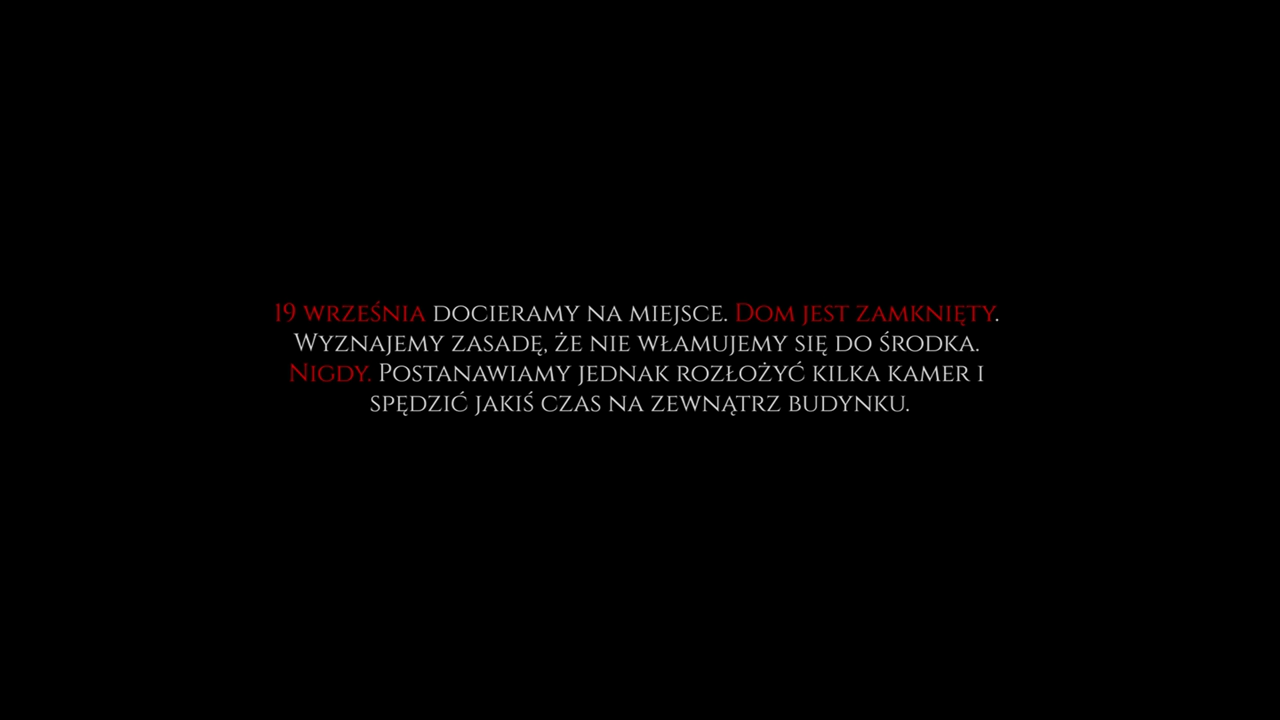 19 września docieramy na miejsce. Dom jest zamknięty.
Wyznajemy zasadę, że nie włamujemy się do środka.
Nigdy. Postanawiamy jednak rozłożyć kilka kamer i
spędzić jakiś czas na zewnątrz budynku.